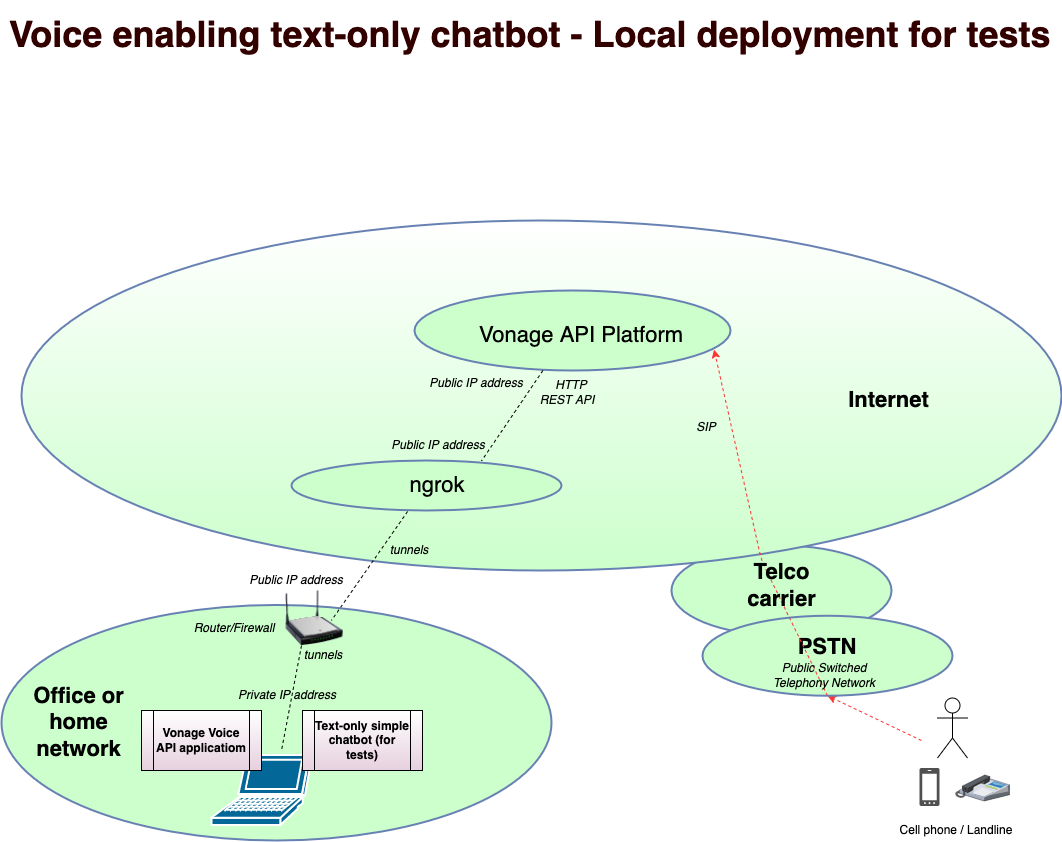 Voice enabling text-only chatbot - Local deployment for tests
Vonage API Platform
Public IP address
HTTP
REST API
Internet
SIP
Public IP address
ngrok
tunnels
Telco
carrier
Public IP address
Router/Firewall
tunnels
PSTN
Public Switched
Telephony Network
Office or
home
network
Private IP address
Vonage Voice
API applicatiom
Text-only simple
chatbot (for
tests)
Cell phone / Landline